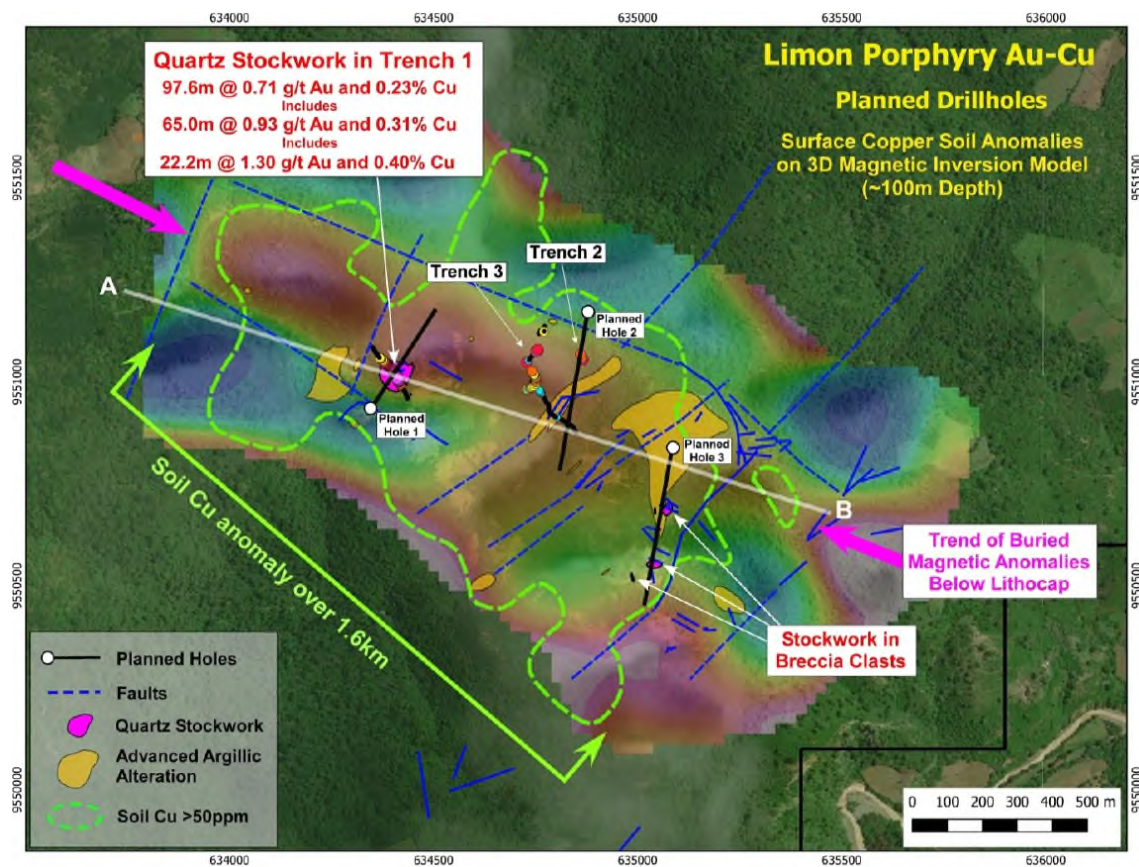 634000
634500
635000
635500
636000
Quartz Stockwork in Trench 1
97.6m @ 0.71 g/t Au and 0.23% Cu
Includes
65.0m @ 0.93 g/t Au and 0.31% Cu
Includes
22.2m @ 1.30 g/t Au and 0.40% Cu
Limon Porphyry Au-Cu
Planned Drillholes
Surface Copper Soil Anomalies
on 3D Magnetic Inversion Model
(~100m Depth)
9551500
9551500
Trench 3
Trench 2
A
Planned
Hole 2
9551000
9551000
Planned
Hole 1
Planned
Hole 3
B
Soil Cu anomaly over 1.6km
Trend of Buried
Magnetic Anomalies
Below Lithocap
9550500
9550500
Stockwork in
Breccia Clasts
Planned Holes
Faults
Quartz Stockwork
Advanced Argillic
Alteration
Soil Cu >50ppm
9550000
9550000
0 100 200 300 400 500 m
634000
634500
635000
635500
636000